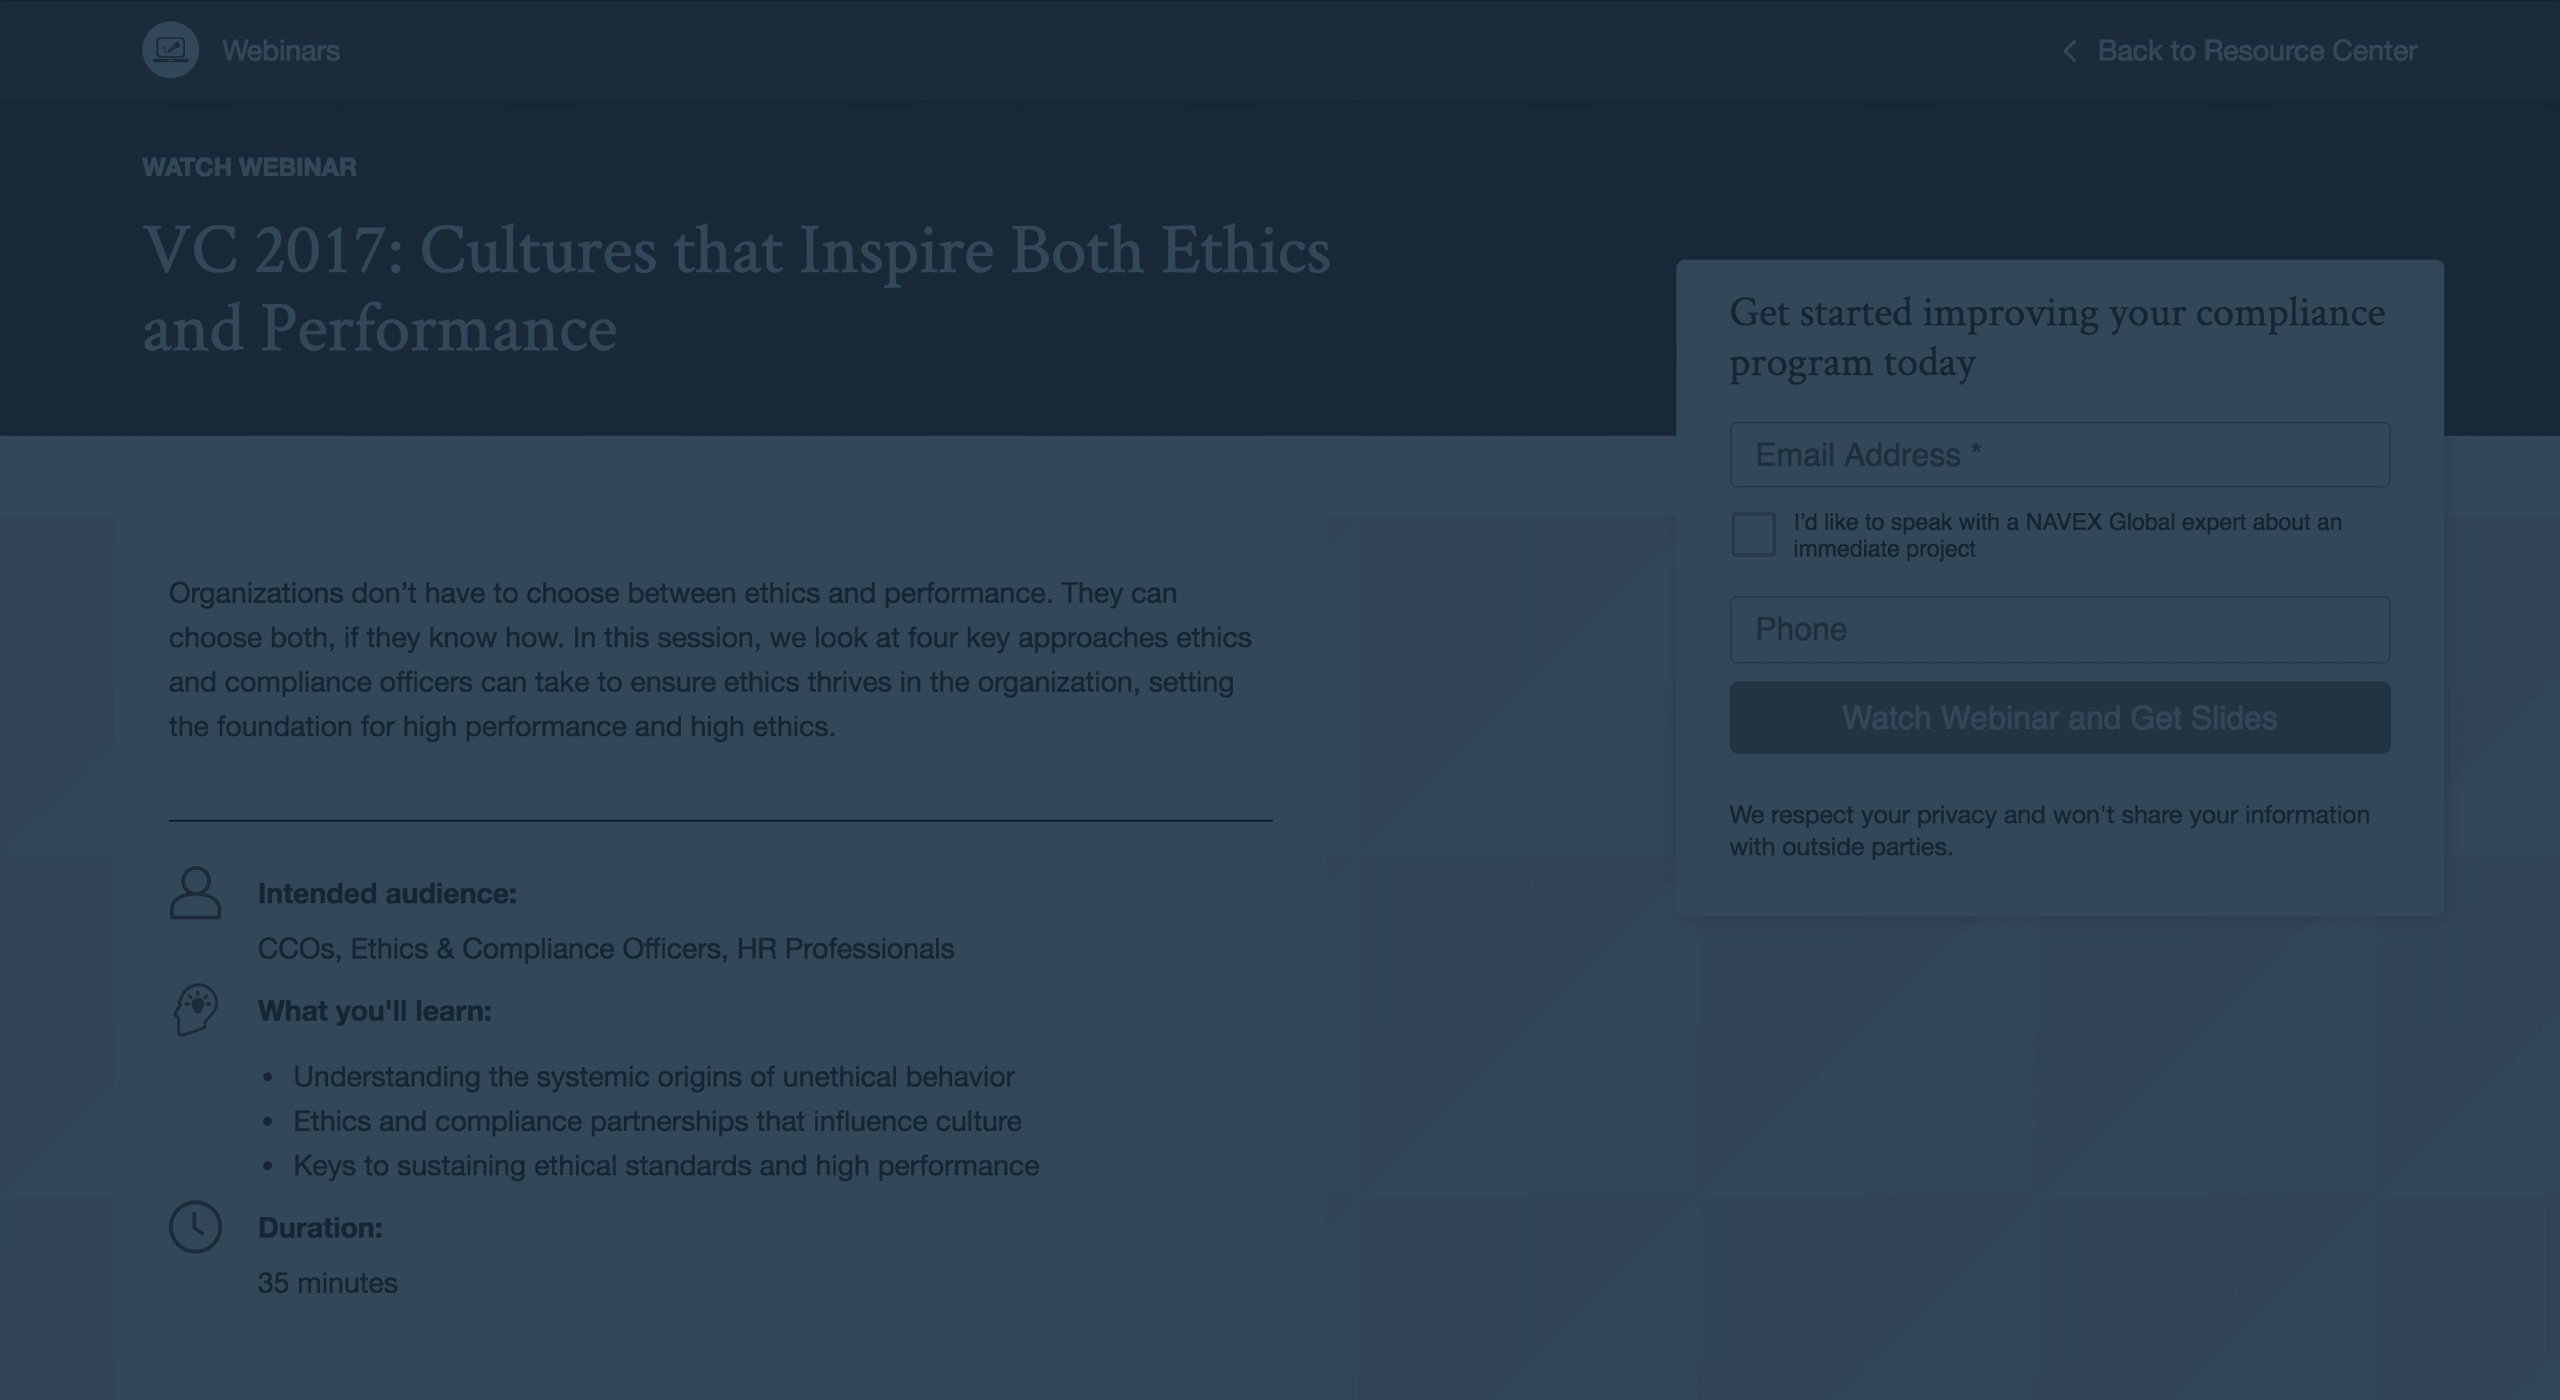 Webinars
Back to Resource Center
WATCH WEBINAR
VC 2017: Cultures that Inspire Both Ethics
and Performance
Get started improving your compliance
program today
Email Address *
I’d like to speak with a NAVEX Global expert about an
immediate project
Phone
Watch Webinar and Get Slides
We respect your privacy and won't share your information
with outside parties.
Organizations don’t have to choose between ethics and performance. They can
choose both, if they know how. In this session, we look at four key approaches ethics
and compliance officers can take to ensure ethics thrives in the organization, setting
the foundation for high performance and high ethics.
Intended audience:
CCOs, Ethics & Compliance Officers, HR Professionals
What you'll learn:
• Understanding the systemic origins of unethical behavior
• Ethics and compliance partnerships that influence culture
• Keys to sustaining ethical standards and high performance
Duration:
35 minutes